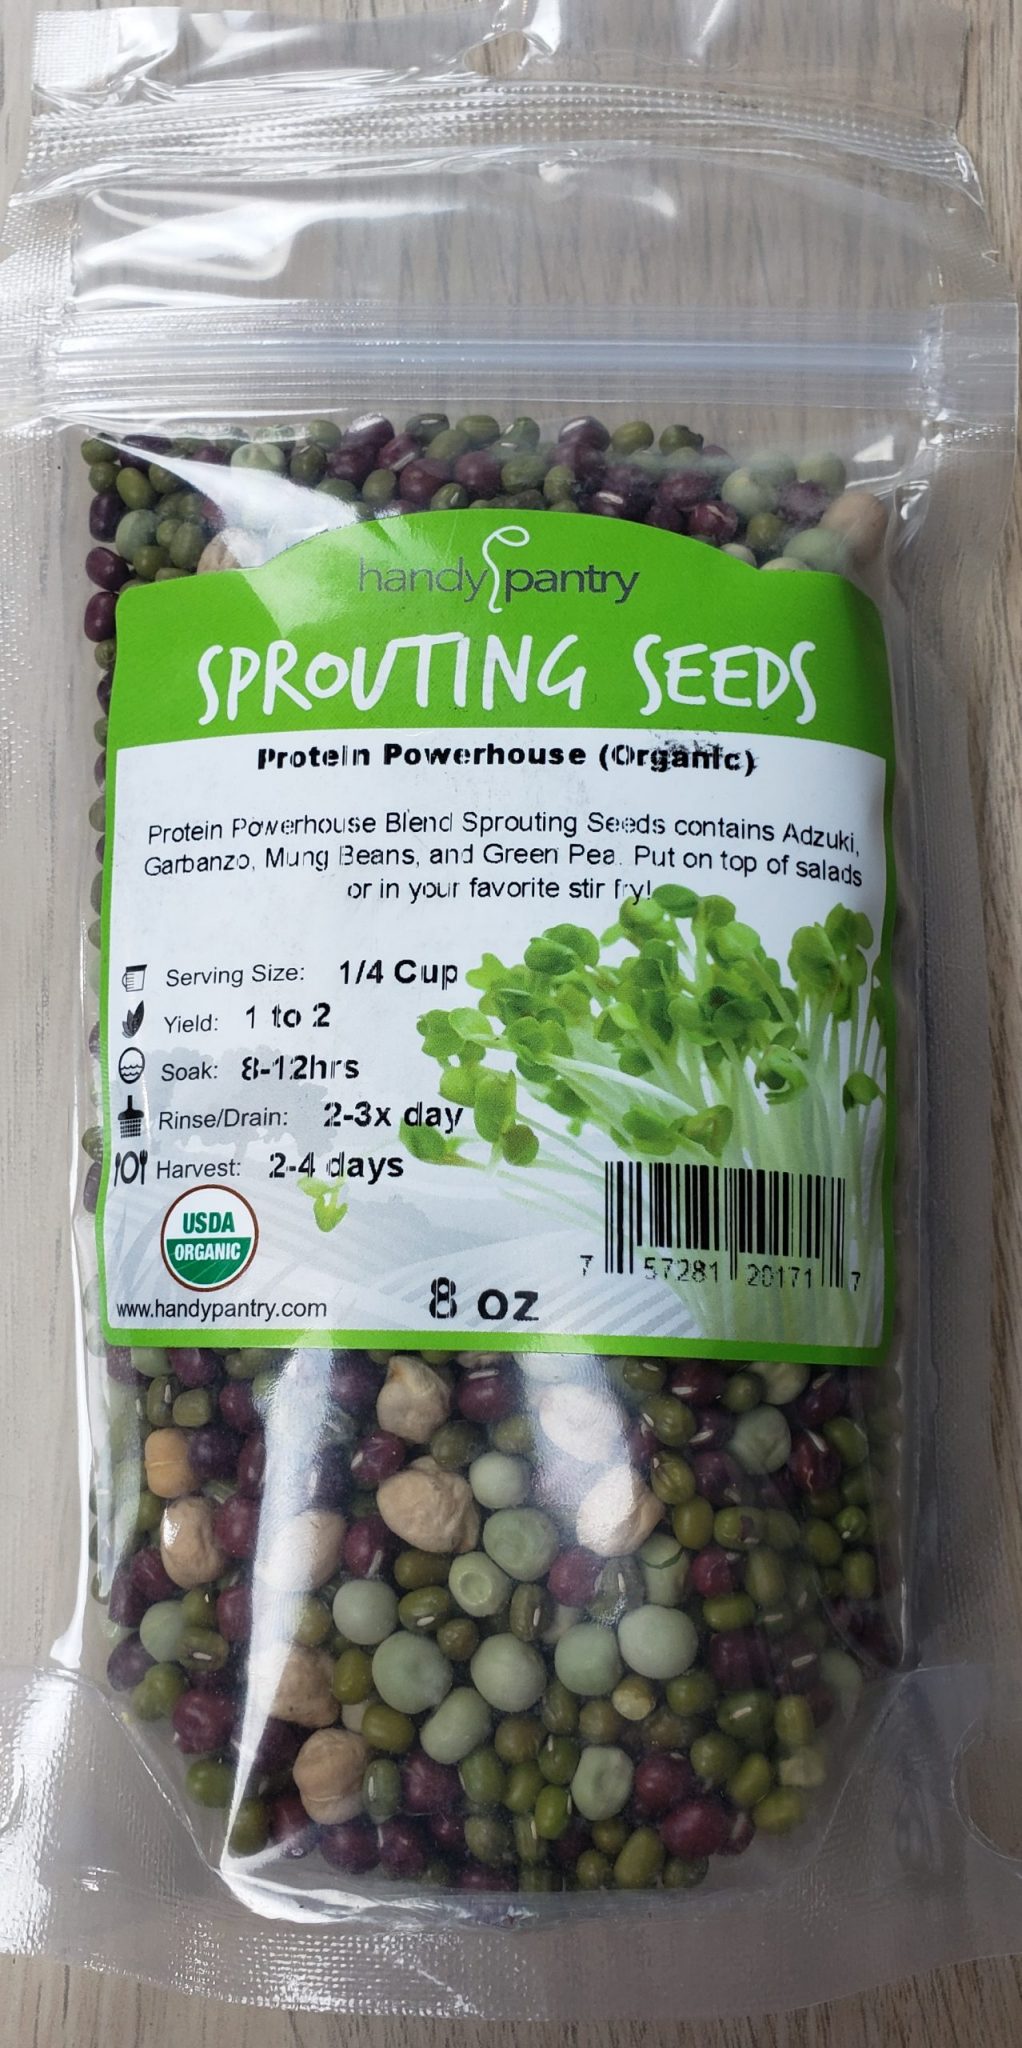 handy pantry
SPROUTING SEEDS
Protein Powerhouse (Organic)
Protein Powerhouse Blend Sprouting Seeds contains Adzuki,
Garbanzo, Mung Beans, and Green Pea. Put on top of salads
or in your favorite stir fry!
Serving Size: 1/4 Cup
Yield: 1 to 2
Soak: 8-12hrs
Rinse/Drain: 2-3x day
Harvest: 2-4 days
USDA
ORGANIC
www.handypantry.com
8 oz
7 57281 20171 7